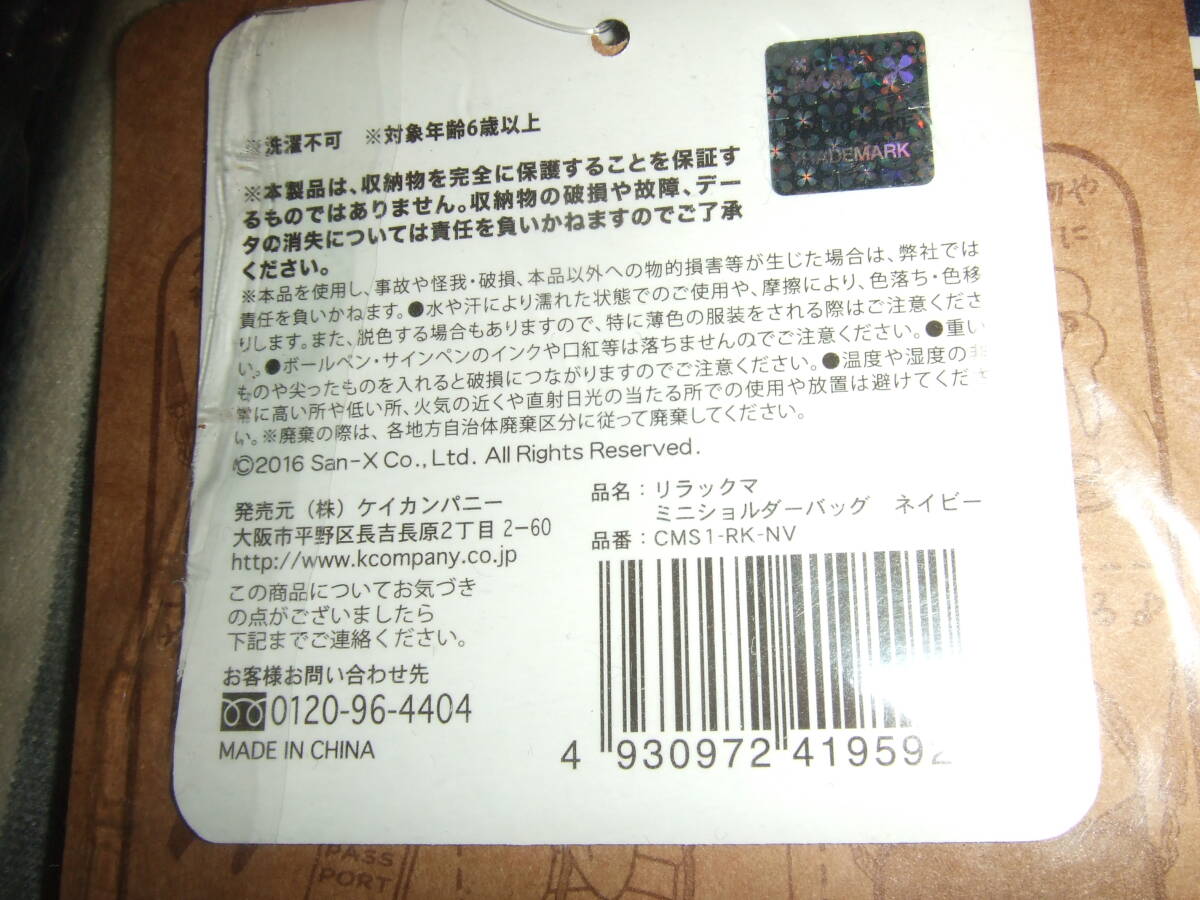 ※洗濯不可　※対象年齢6歳以上
TRADEMARK
※本製品は、収納物を完全に保護することを保証す
るものではありません。収納物の破損や故障、デー
タの消失については責任を負いかねますのでご了承
ください。
※本品を使用し、事故や怪我・破損、本品以外への物的損害等が生じた場合は、弊社では
責任を負いかねます。●水や汗により濡れた状態でのご使用や、摩擦により、色落ち・色移
りします。また、脱色する場合もありますので、特に薄色の服装をされる際はご注意くださ
い。●ボールペン・サインペンのインクや口紅等は落ちませんのでご注意ください。●重い
ものや尖ったものを入れると破損につながりますのでご注意ください。●温度や湿度の非
常に高い所や低い所、火気の近くや直射日光の当たる所での使用や放置は避けてくださ
い。※廃棄の際は、各地方自治体廃棄区分に従って廃棄してください。
©2016 San-X Co., Ltd. All Rights Reserved.
発売元（株）ケイカンパニー
大阪市平野区長吉長原2丁目 2-60
http://www.kcompany.co.jp
この商品についてお気づき
の点がございましたら
下記までご連絡ください。
お客様お問い合わせ先
0120-96-4404
MADE IN CHINA
品名：リラックマ
ミニショルダーバッグ　ネイビー
品番：CMS1-RK-NV
4 930972 419592
PASS
PORT